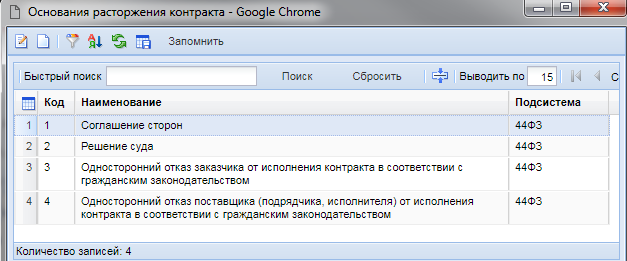 Основания расторжения контракта - Google Chrome
Запомнить
Быстрый поиск Поиск Сбросить Выводить по 15 С
Код Наименование Подсистема
1 1 Соглашение сторон 44ФЗ
2 2 Решение суда 44ФЗ
3 3 Односторонний отказ заказчика от исполнения контракта в соответствии с 44ФЗ
гражданским законодательством
4 4 Односторонний отказ поставщика (подрядчика, исполнителя) от исполнения 44ФЗ
контракта в соответствии с гражданским законодательством
Количество записей: 4